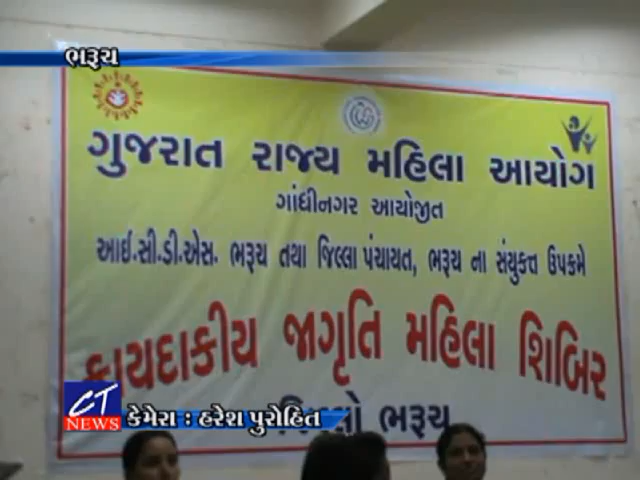 ભરૂચ
ગુજરાત રાજ્ય મહિલા આયોગ
ગાંધીનગર આયોજીત
આઈ.સી.ડી.એસ. ભરૂચ તથા જિલ્લા પંચાયત, ભરૂચ ના સંયુક્ત ઉપક્રમે
કાયદાકીય જાગૃતિ મહિલા શિબિર
જિલ્લો ભરૂચ
CT NEWS
કેમેરા : હરેશ પુરોહિત